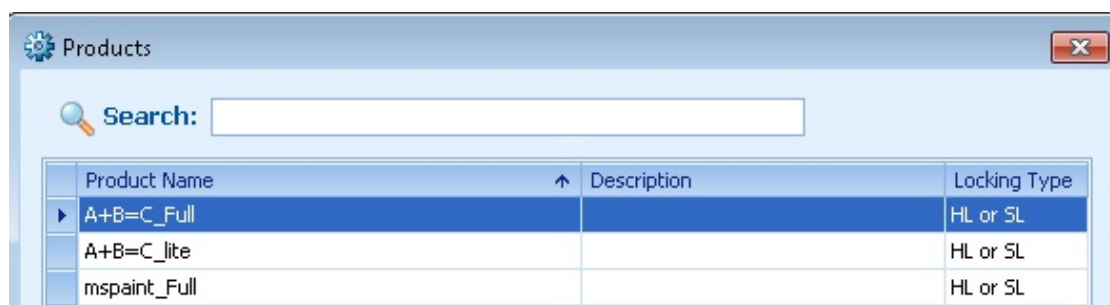 Products
Search:
Product Name Description Locking Type
A+B=C_Full HL or SL
A+B=C_lite HL or SL
mspaint_Full HL or SL